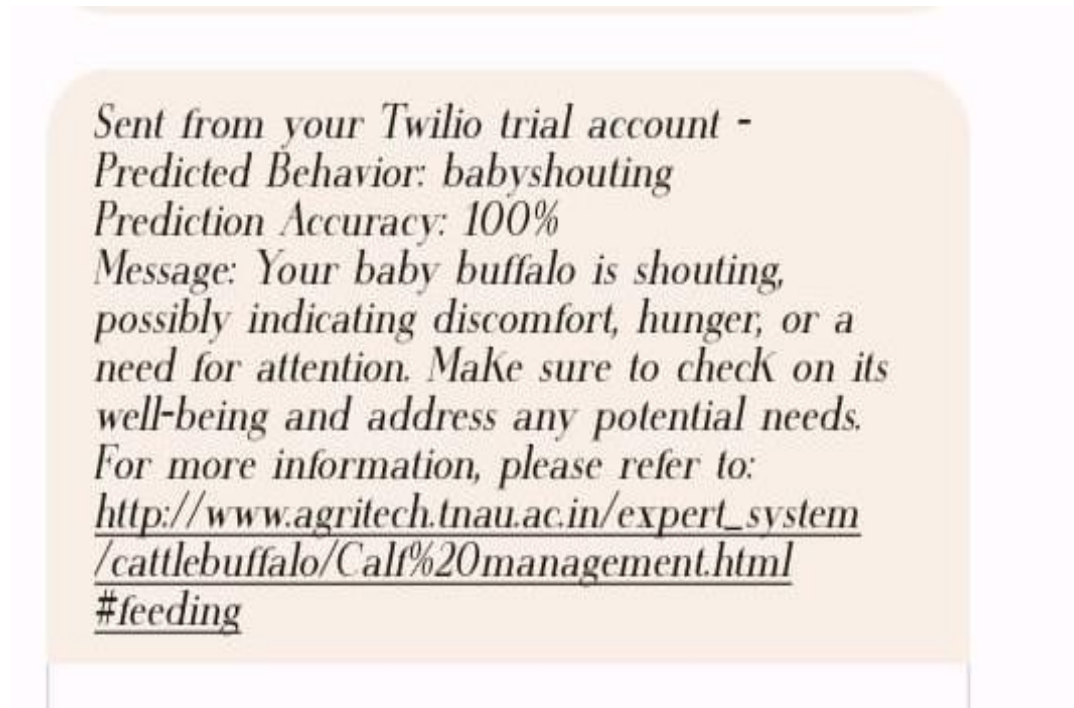 Sent from your Twilio trial account -
Predicted Behavior: babyshouting
Prediction Accuracy: 100%
Message: Your baby buffalo is shouting,
possibly indicating discomfort, hunger, or a
need for attention. Make sure to check on its
well-being and address any potential needs.
For more information, please refer to:
http://www.agritech.tnau.ac.in/expert_system
/cattlebuffalo/Calf%20management.html
#feeding